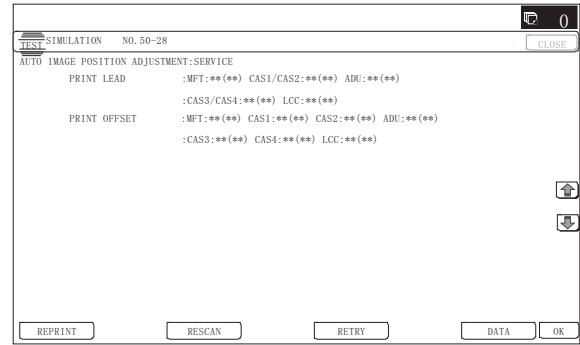 0
TEST SIMULATION NO.50-28
CLOSE
AUTO IMAGE POSITION ADJUSTMENT:SERVICE
PRINT LEAD :MFT:**(**) CAS1/CAS2:**(**) ADU:**(**)
:CAS3/CAS4:**(**) LCC:**(**)
PRINT OFFSET :MFT:**(**) CAS1:**(**) CAS2:**(**) ADU:**(**)
:CAS3:**(**) CAS4:**(**) LCC:**(**)
REPRINT RESCAN RETRY DATA OK